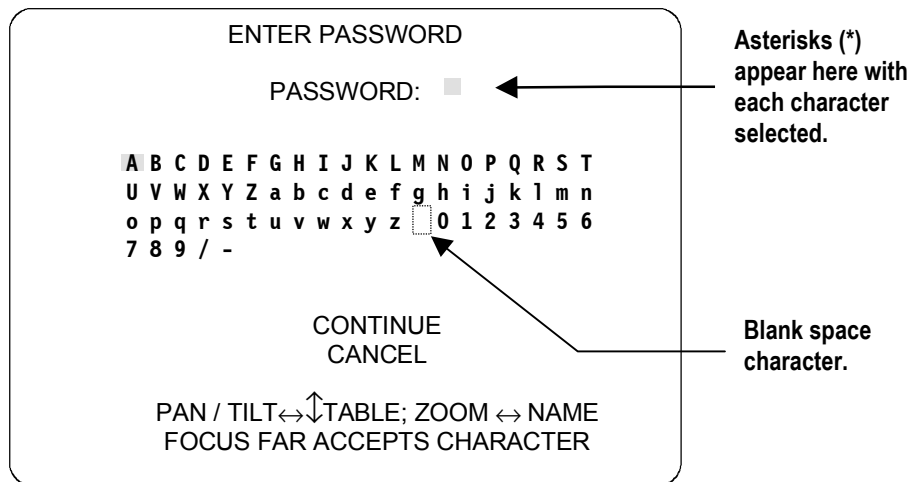 ENTER PASSWORD
PASSWORD:
A B C D E F G H I J K L M N O P Q R S T
U V W X Y Z a b c d e f g h i j k l m n
o p q r s t u v w x y z 0 1 2 3 4 5 6
7 8 9 / -
CONTINUE
CANCEL
PAN / TILT↔↕TABLE; ZOOM ↔ NAME
FOCUS FAR ACCEPTS CHARACTER
Asterisks (*)
appear here with
each character
selected.
Blank space
character.